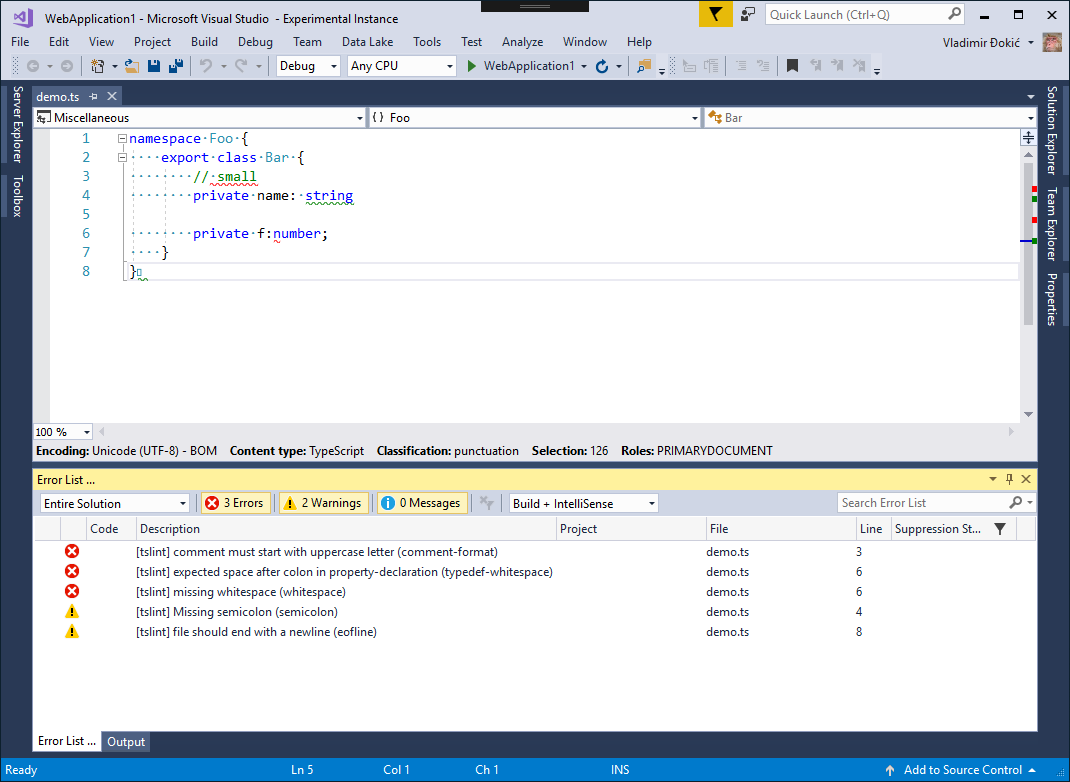 WebApplication1 - Microsoft Visual Studio - Experimental Instance
Quick Launch (Ctrl+Q)
File Edit View Project Build Debug Team Data Lake Tools Test Analyze Window Help
Vladimir Đokić
Debug Any CPU WebApplication1
Server Explorer
Toolbox
demo.ts
Miscellaneous { } Foo Bar
1 namespace Foo {
2 export class Bar {
3 // small
4 private name: string
5
6 private f:number;
7 }
8 }
Solution Explorer
Team Explorer
Properties
100 %
Encoding: Unicode (UTF-8) - BOM Content type: TypeScript Classification: punctuation Selection: 126 Roles: PRIMARYDOCUMENT
Error List ...
Entire Solution 3 Errors 2 Warnings 0 Messages Build + IntelliSense Search Error List
Code Description Project File Line Suppression St...
[tslint] comment must start with uppercase letter (comment-format) demo.ts 3
[tslint] expected space after colon in property-declaration (typedef-whitespace) demo.ts 6
[tslint] missing whitespace (whitespace) demo.ts 6
[tslint] Missing semicolon (semicolon) demo.ts 4
[tslint] file should end with a newline (eofline) demo.ts 8
Error List ... Output
Ready Ln 5 Col 1 Ch 1 INS Add to Source Control